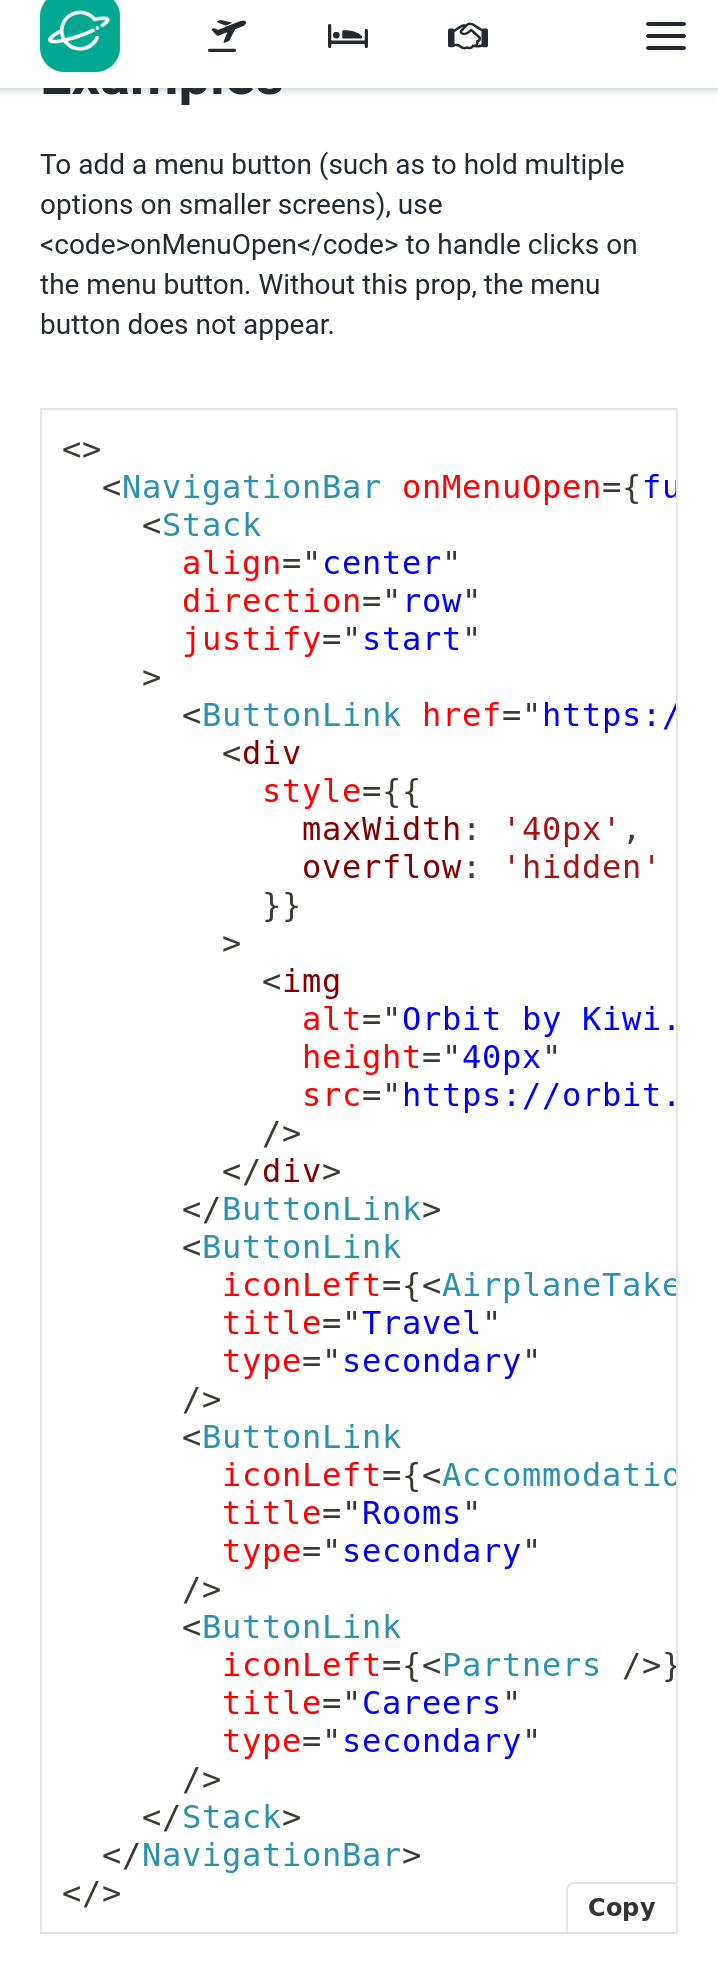 Examples
To add a menu button (such as to hold multiple
options on smaller screens), use
<code>onMenuOpen</code> to handle clicks on
the menu button. Without this prop, the menu
button does not appear.
<>
  <NavigationBar onMenuOpen={fu
    <Stack
      align="center"
      direction="row"
      justify="start"
    >
      <ButtonLink href="https:/
        <div
          style={{
            maxWidth: '40px',
            overflow: 'hidden'
          }}
        >
          <img
            alt="Orbit by Kiwi.
            height="40px"
            src="https://orbit.
          />
        </div>
      </ButtonLink>
      <ButtonLink
        iconLeft={<AirplaneTake
        title="Travel"
        type="secondary"
      />
      <ButtonLink
        iconLeft={<Accommodatio
        title="Rooms"
        type="secondary"
      />
      <ButtonLink
        iconLeft={<Partners />}
        title="Careers"
        type="secondary"
      />
    </Stack>
  </NavigationBar>
</>
Copy